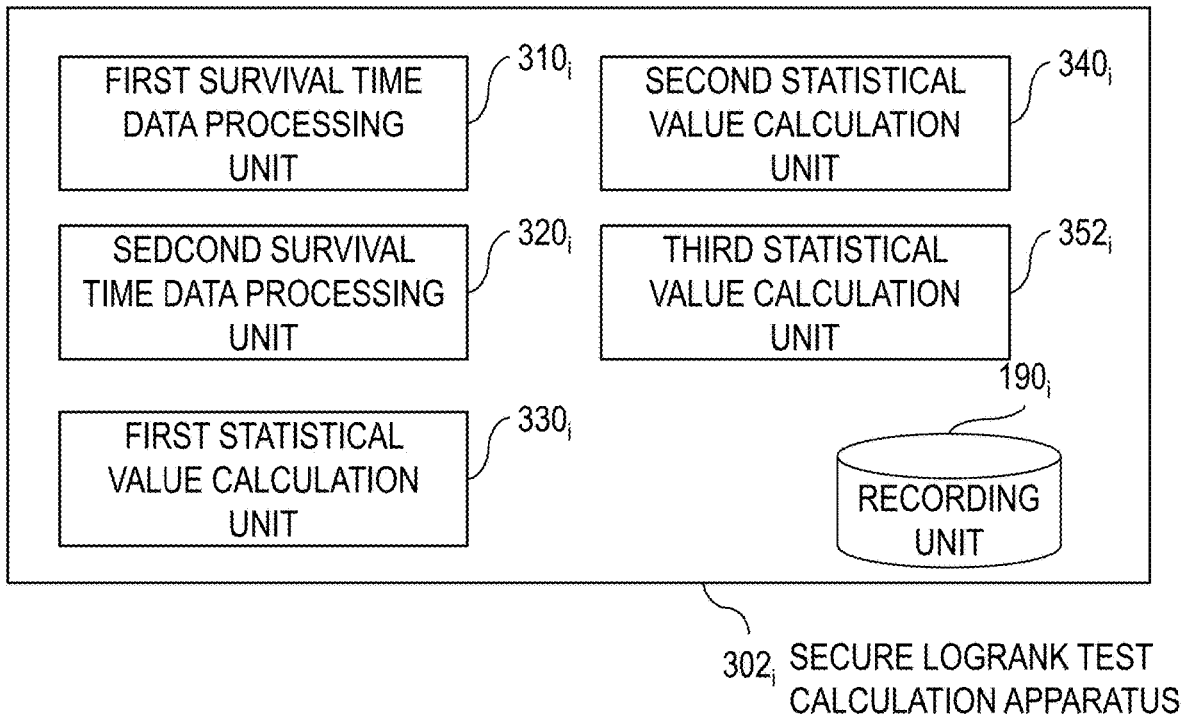 FIRST SURVIVAL TIME
DATA PROCESSING
UNIT
310i
SEDCOND SURVIVAL
TIME DATA PROCESSING
UNIT
320i
FIRST STATISTICAL
VALUE CALCULATION
UNIT
330i
SECOND STATISTICAL
VALUE CALCULATION
UNIT
340i
THIRD STATISTICAL
VALUE CALCULATION
UNIT
352i
190i
RECORDING
UNIT
302i SECURE LOGRANK TEST
CALCULATION APPARATUS